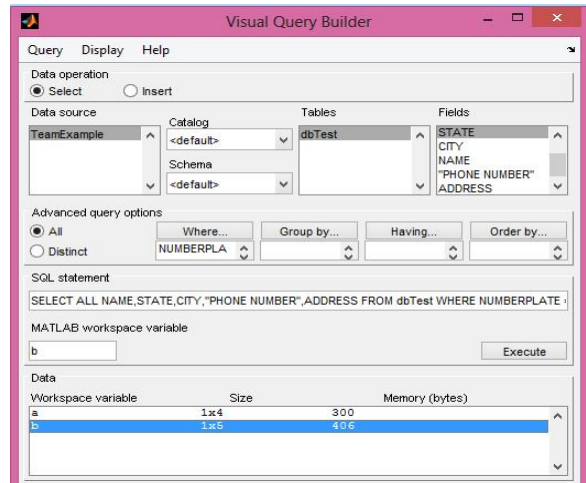 Visual Query Builder
Query Display Help
Data operation
Select Insert
Data source
TeamExample
Catalog
<default>
Schema
<default>
Tables
dbTest
Fields
STATE
CITY
NAME
"PHONE NUMBER"
ADDRESS
Advanced query options
All
Distinct
Where... Group by... Having... Order by...
NUMBERPLA
SQL statement
SELECT ALL NAME,STATE,CITY,"PHONE NUMBER",ADDRESS FROM dbTest WHERE NUMBERPLATE
MATLAB workspace variable
b
Execute
Data
Workspace variable Size Memory (bytes)
a 1x4 300
b 1x5 406